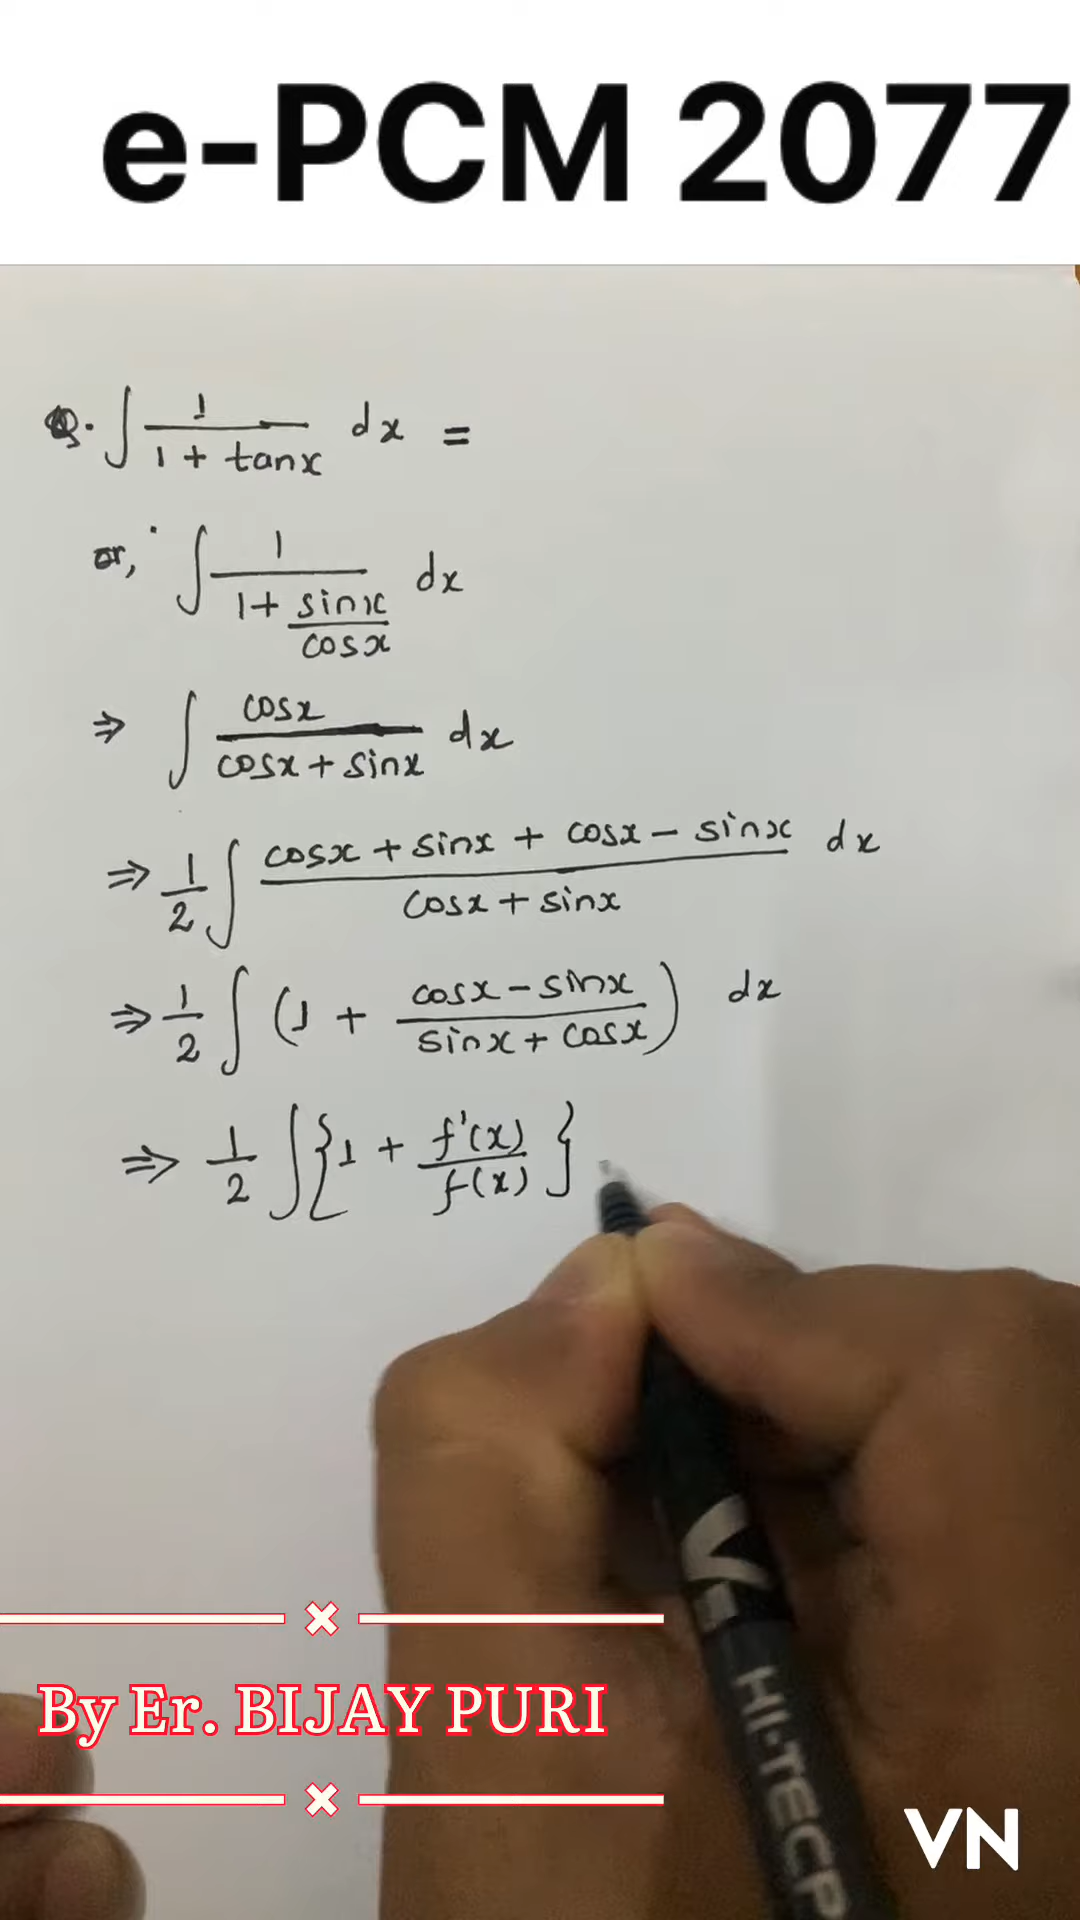 e-PCM 2077
Q. ∫ 1/(1 + tanx) dx =
or, ∫ 1/(1+ sinx/cosx) dx
⇒ ∫ cosx/(cosx + sinx) dx
⇒ 1/2 ∫ (cosx + sinx + cosx - sinx)/(cosx + sinx) dx
⇒ 1/2 ∫ (1 + (cosx - sinx)/(sinx + cosx)) dx
⇒ 1/2 ∫ {1 + f'(x)/f(x)}
By Er. BIJAY PURI
V
HI-TECP
VN